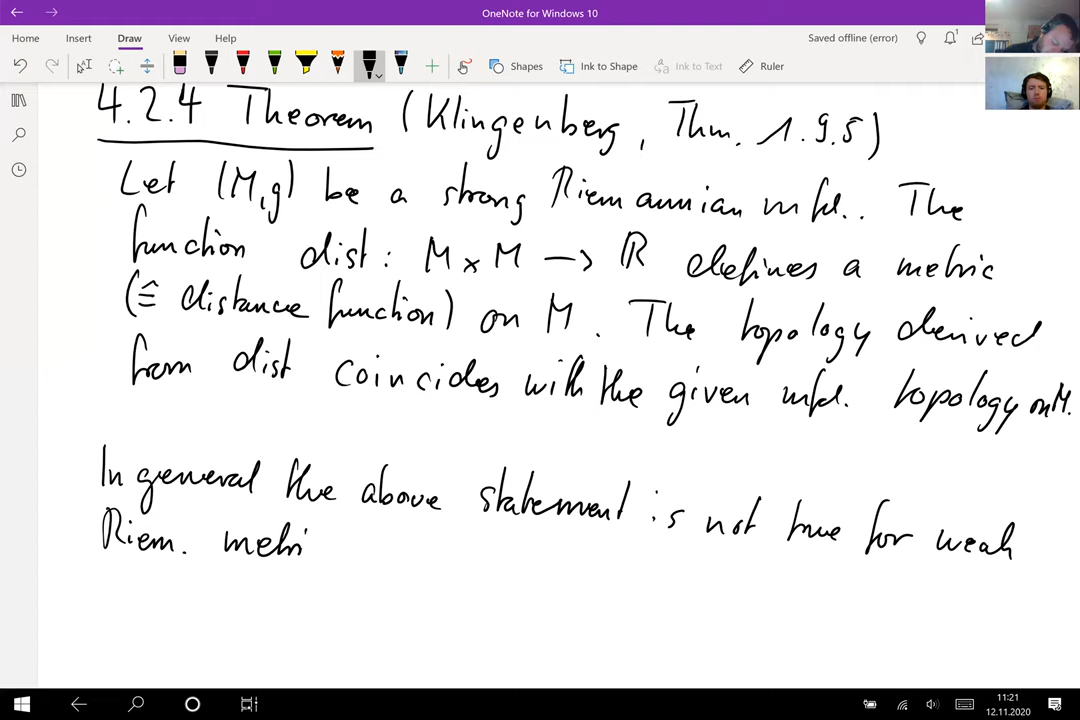 OneNote for Windows 10
Home Insert Draw View Help Saved offline (error)
Shapes Ink to Shape Ink to Text Ruler
4.2.4 Theorem (Klingenberg, Thm. 1.9.5)
Let (M,g) be a strong Riemannian mfd.. The
function dist: M × M → ℝ defines a metric
(≙ distance function) on M. The topology derived
from dist coincides with the given mfd. topology on M.
In general the above statement is not true for weak
Riem. metri
11:21
12.11.2020